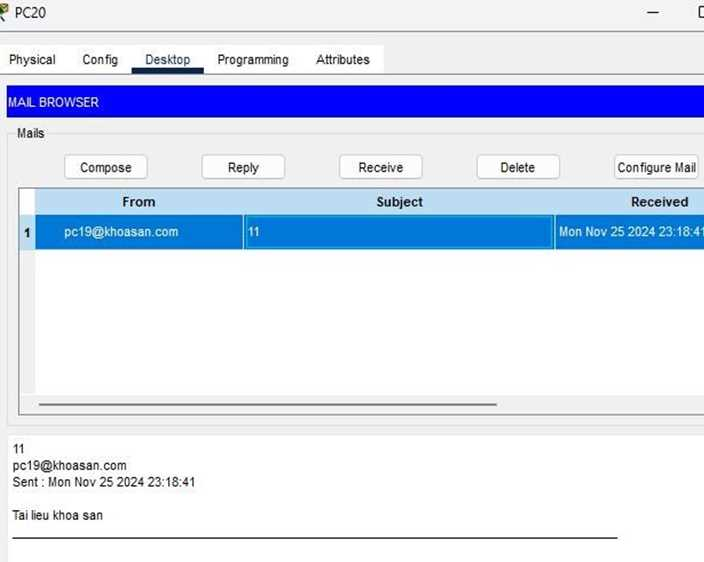 PC20
Physical Config Desktop Programming Attributes
MAIL BROWSER
Mails
Compose Reply Receive Delete Configure Mail
From Subject Received
1 pc19@khoasan.com 11 Mon Nov 25 2024 23:18:41
11
pc19@khoasan.com
Sent : Mon Nov 25 2024 23:18:41
Tai lieu khoa san